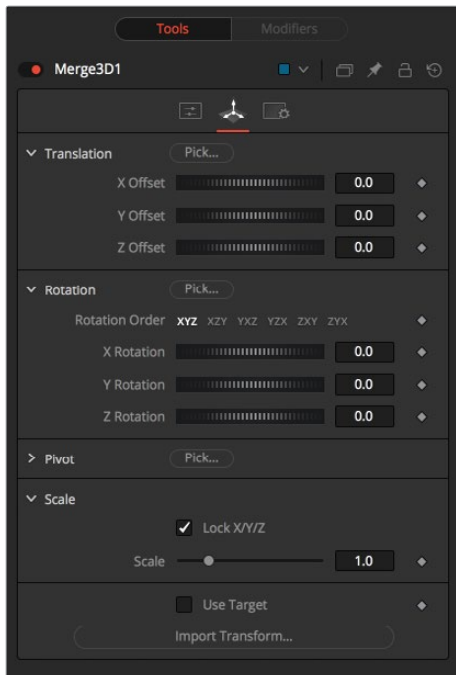 Tools Modifiers
Merge3D1
Translation Pick...
X Offset 0.0
Y Offset 0.0
Z Offset 0.0
Rotation Pick...
Rotation Order XYZ XZY YXZ YZX ZXY ZYX
X Rotation 0.0
Y Rotation 0.0
Z Rotation 0.0
Pivot Pick...
Scale
Lock X/Y/Z
Scale 1.0
Use Target
Import Transform...